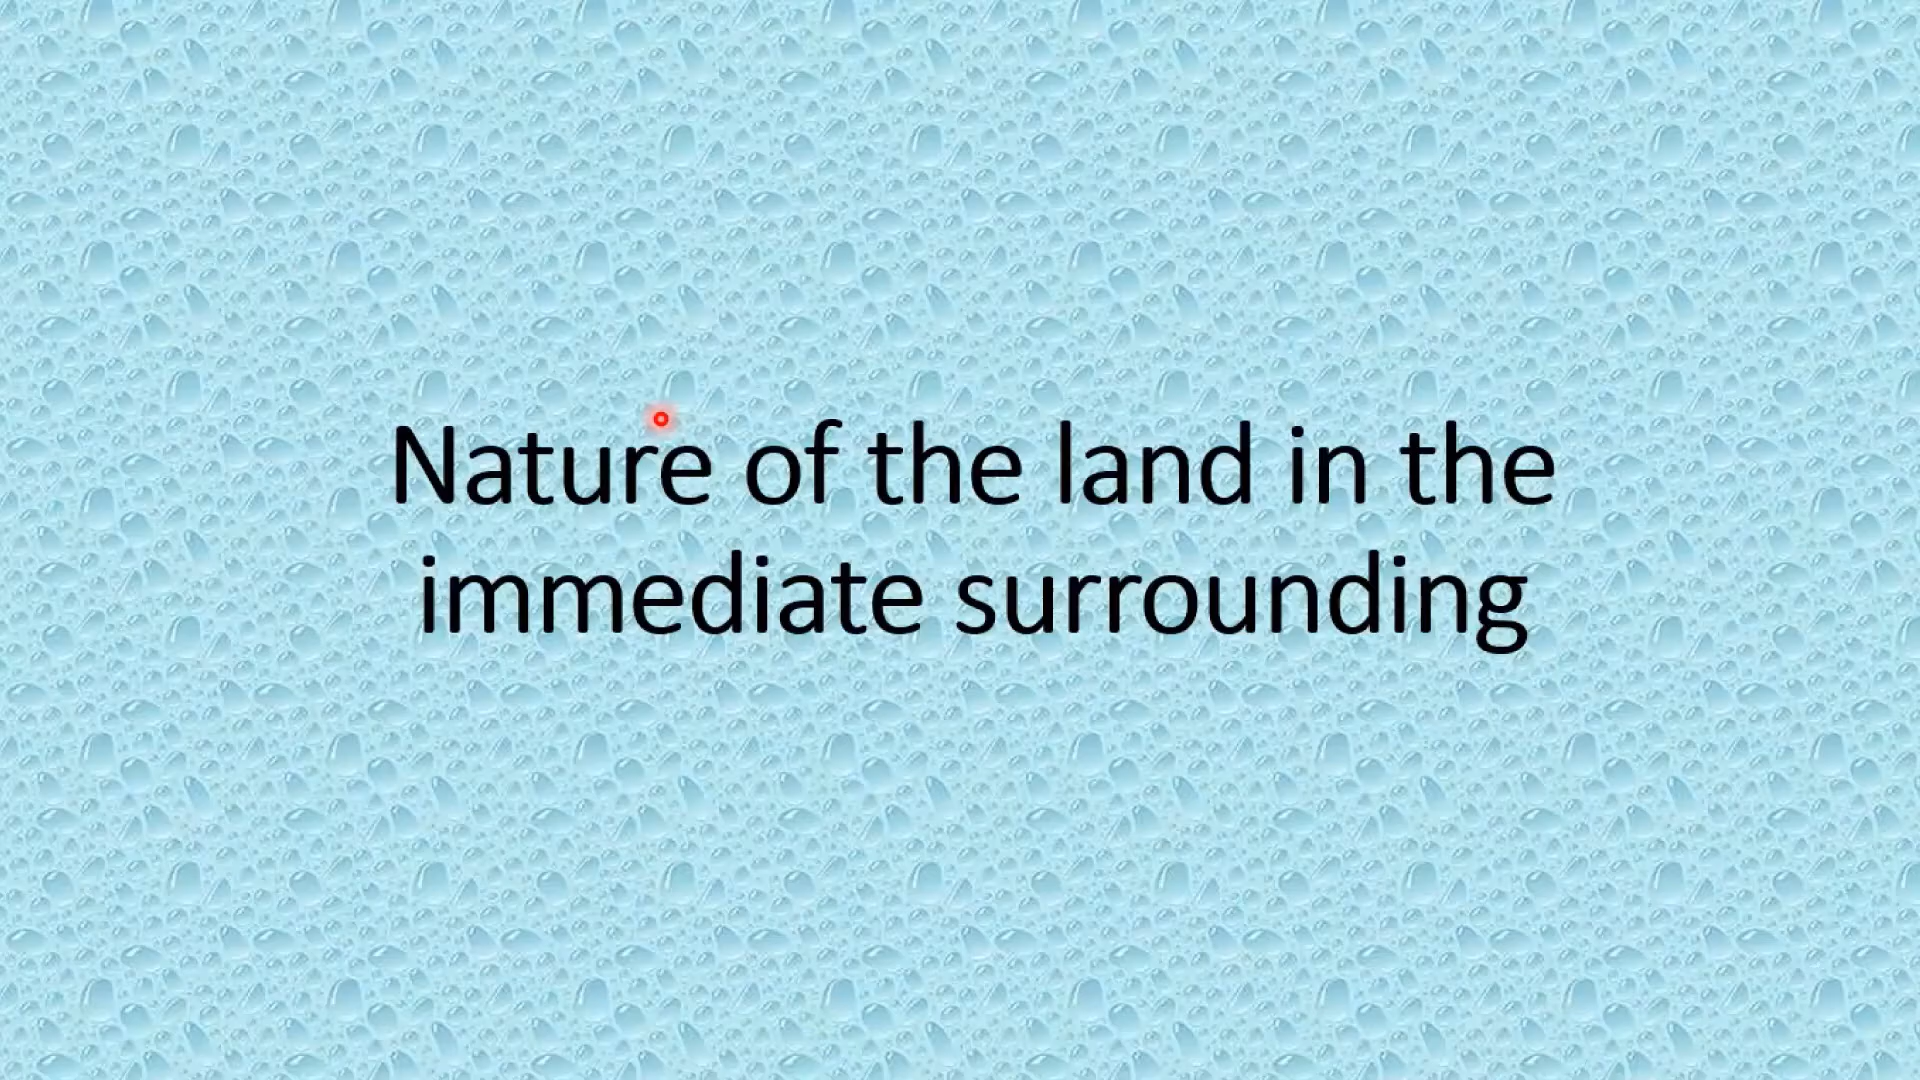 Nature of the land in the
immediate surrounding